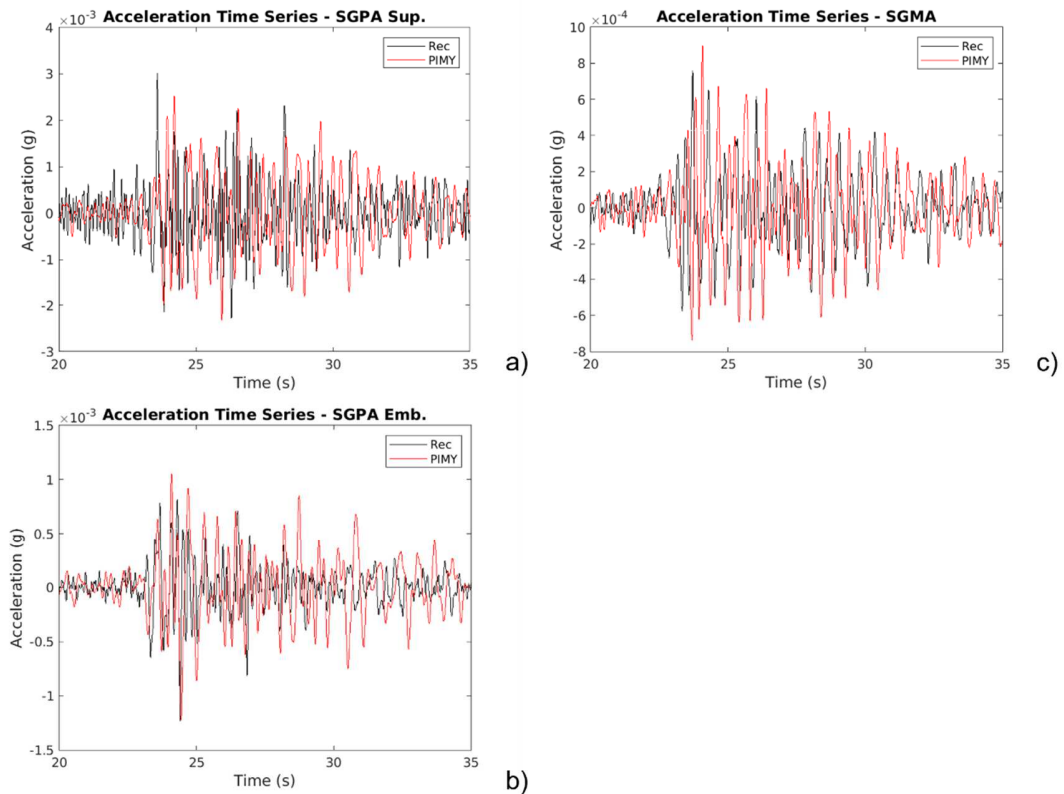 Acceleration Time Series - SGPA Sup.
×10⁻³
4
3
2
1
0
-1
-2
-3
20
25
30
35
Acceleration (g)
Time (s)
Rec
PIMY
a)
Acceleration Time Series - SGMA
×10⁻⁴
10
8
6
4
2
0
-2
-4
-6
-8
20
25
30
35
Acceleration (g)
Time (s)
Rec
PIMY
c)
Acceleration Time Series - SGPA Emb.
×10⁻³
1.5
1
0.5
0
-0.5
-1
-1.5
20
25
30
35
Acceleration (g)
Time (s)
Rec
PIMY
b)